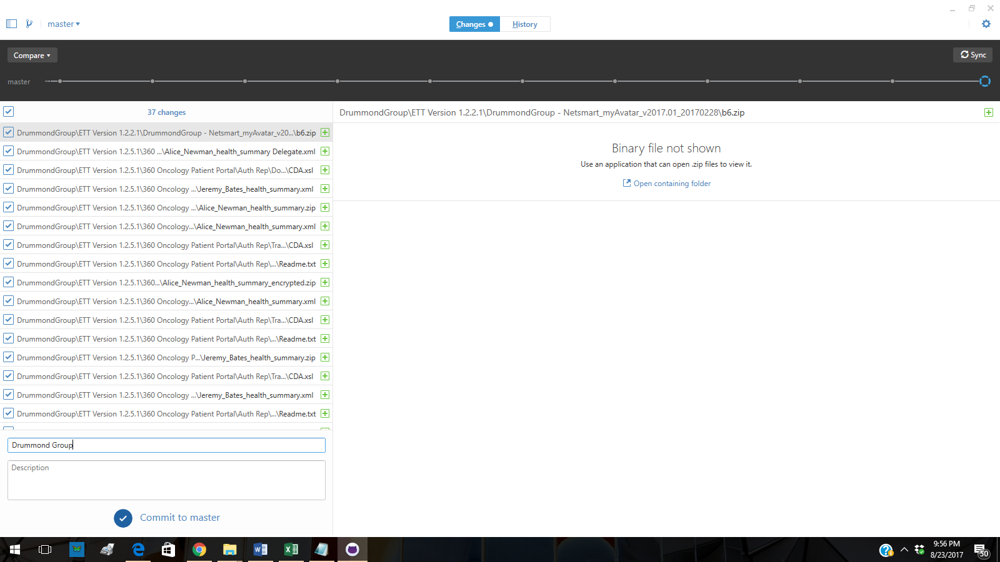 master
Changes
History
Compare
Sync
master
37 changes
DrummondGroup\ETT Version 1.2.2.1\DrummondGroup - Netsmart_myAvatar_v2017.01_20170228\b6.zip
DrummondGroup\ETT Version 1.2.2.1\DrummondGroup - Netsmart_myAvatar_v20...\b6.zip
DrummondGroup\ETT Version 1.2.5.1\360 ...\Alice_Newman_health_summary Delegate.xml
DrummondGroup\ETT Version 1.2.5.1\360 Oncology Patient Portal\Auth Rep\Do...\CDA.xsl
DrummondGroup\ETT Version 1.2.5.1\360 Oncology ...\Jeremy_Bates_health_summary.xml
DrummondGroup\ETT Version 1.2.5.1\360 Oncology ...\Alice_Newman_health_summary.zip
DrummondGroup\ETT Version 1.2.5.1\360 Oncology...\Alice_Newman_health_summary.xml
DrummondGroup\ETT Version 1.2.5.1\360 Oncology Patient Portal\Auth Rep\Tra...\CDA.xsl
DrummondGroup\ETT Version 1.2.5.1\360 Oncology Patient Portal\Auth Rep\...\Readme.txt
DrummondGroup\ETT Version 1.2.5.1\360...\Alice_Newman_health_summary_encrypted.zip
DrummondGroup\ETT Version 1.2.5.1\360 Oncology...\Alice_Newman_health_summary.xml
DrummondGroup\ETT Version 1.2.5.1\360 Oncology Patient Portal\Auth Rep\Tra...\CDA.xsl
DrummondGroup\ETT Version 1.2.5.1\360 Oncology Patient Portal\Auth Rep\...\Readme.txt
DrummondGroup\ETT Version 1.2.5.1\360 Oncology P...\Jeremy_Bates_health_summary.zip
DrummondGroup\ETT Version 1.2.5.1\360 Oncology Patient Portal\Auth Rep\Tra...\CDA.xsl
DrummondGroup\ETT Version 1.2.5.1\360 Oncology ...\Jeremy_Bates_health_summary.xml
DrummondGroup\ETT Version 1.2.5.1\360 Oncology Patient Portal\Auth Rep\...\Readme.txt
Binary file not shown
Use an application that can open .zip files to view it.
Open containing folder
Drummond Group
Description
Commit to master
9:56 PM
8/23/2017
50